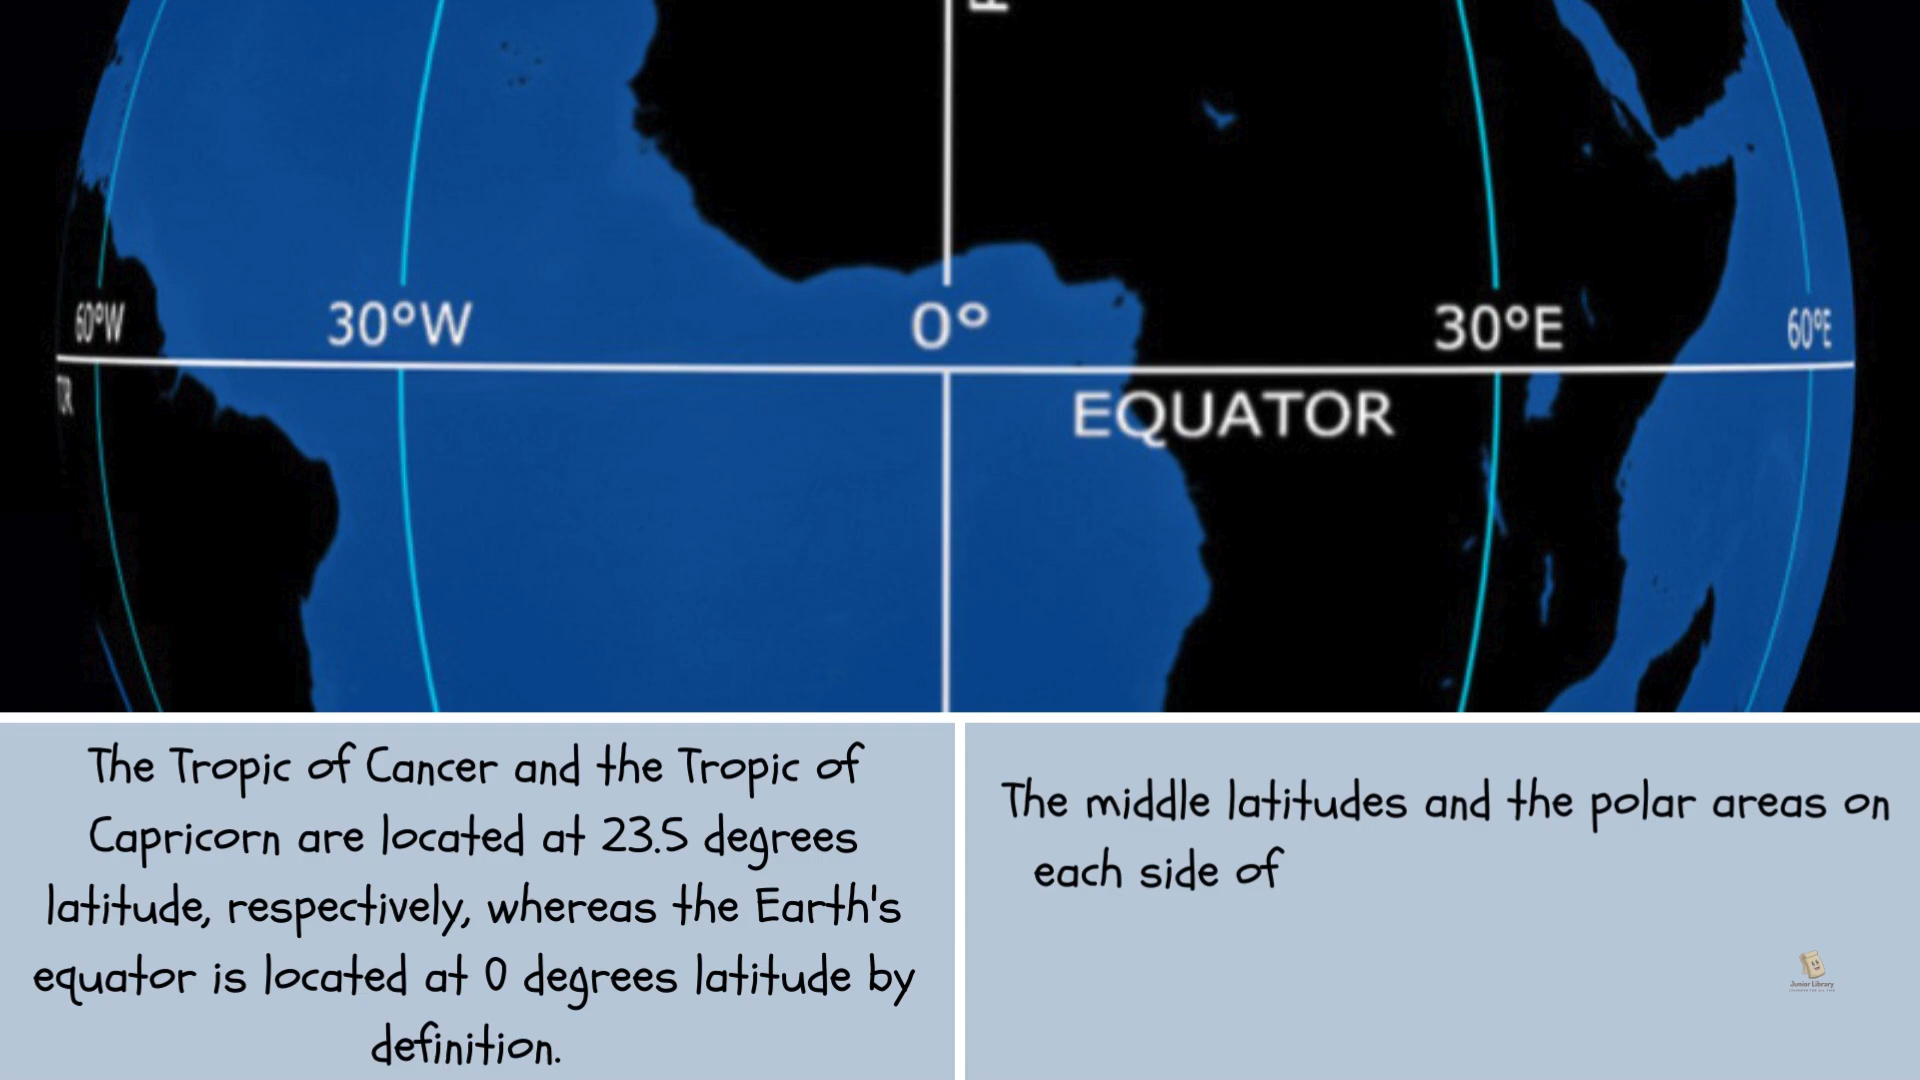 60°W
30°W
0°
30°E
60°E
EQUATOR
The Tropic of Cancer and the Tropic of
Capricorn are located at 23.5 degrees
latitude, respectively, whereas the Earth's
equator is located at 0 degrees latitude by
definition.
The middle latitudes and the polar areas on
each side of
Junior Library